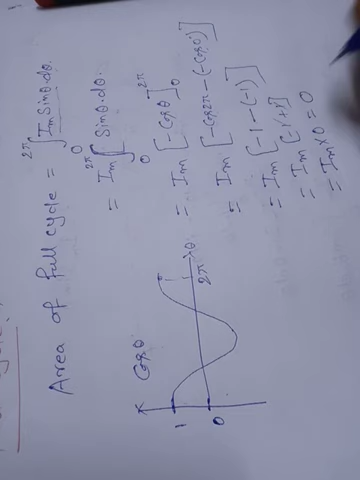 Area of full cycle = ∫₀^2π Im Sinθ.dθ.
= Im ∫₀^2π Sinθ.dθ.
= Im [-Cosθ]₀^2π
= Im [-Cos2π-(-Cos0°)]
= Im [-1-(-1)]
= Im [-1+1]
= Im×0 = 0
Cosθ
1
0
2π
θ